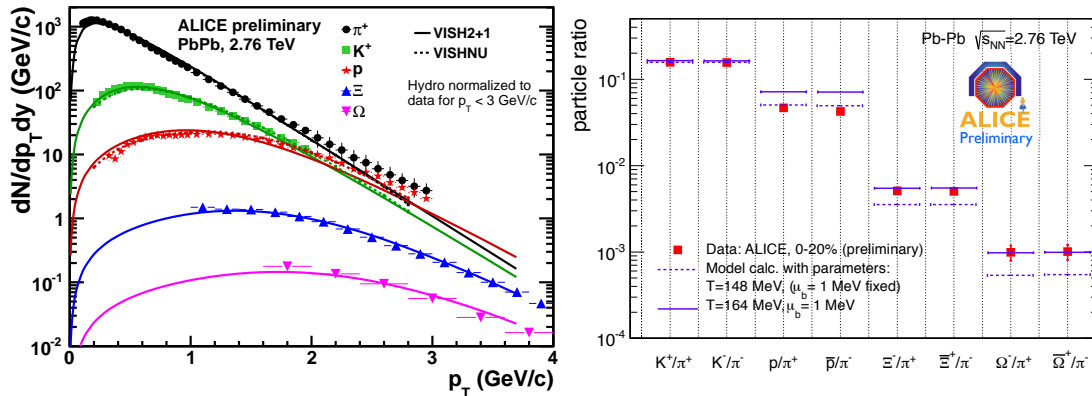 ALICE preliminary
PbPb, 2.76 TeV
π⁺
K⁺
p
Ξ
Ω
VISH2+1
VISHNU
Hydro normalized to
data for p_T < 3 GeV/c
dN/dp_Tdy (GeV/c)
10³
10²
10
1
10⁻¹
10⁻²
0 1 2 3 4
p_T (GeV/c)
particle ratio
10⁻¹
10⁻²
10⁻³
10⁻⁴
Pb-Pb √s_NN=2.76 TeV
ALICE
Preliminary
Data: ALICE, 0-20% (preliminary)
Model calc. with parameters:
T=148 MeV, (μ_b= 1 MeV fixed)
T=164 MeV, μ_b= 1 MeV
K⁺/π⁺ K⁻/π⁻ p/π⁺ p̅/π⁻ Ξ⁻/π⁺ Ξ̅⁺/π⁻ Ω⁻/π⁺ Ω̅⁺/π⁻